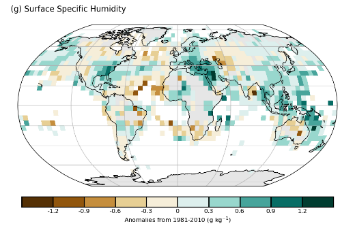 (g) Surface Specific Humidity
-1.2 -0.9 -0.6 -0.3 0 0.3 0.6 0.9 1.2
Anomalies from 1981-2010 (g kg⁻¹)